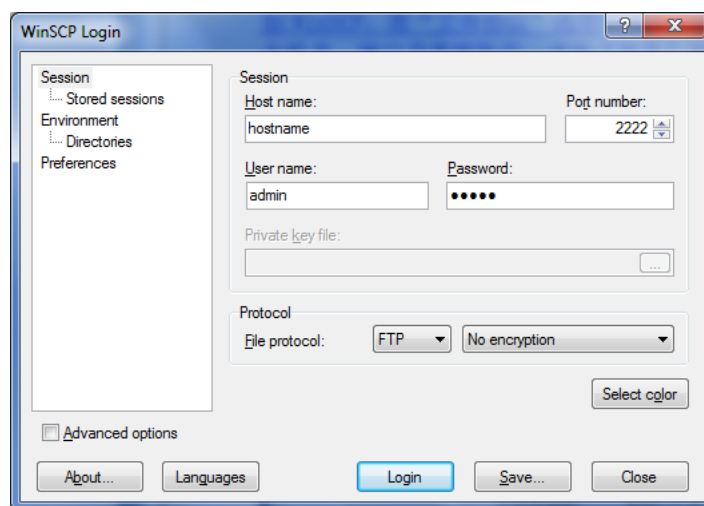 WinSCP Login
Session
Stored sessions
Environment
Directories
Preferences
Session
Host name:
Port number:
hostname
2222
User name:
Password:
admin
●●●●●
Private key file:
...
Protocol
File protocol:
FTP
No encryption
Select color
Advanced options
About...
Languages
Login
Save...
Close